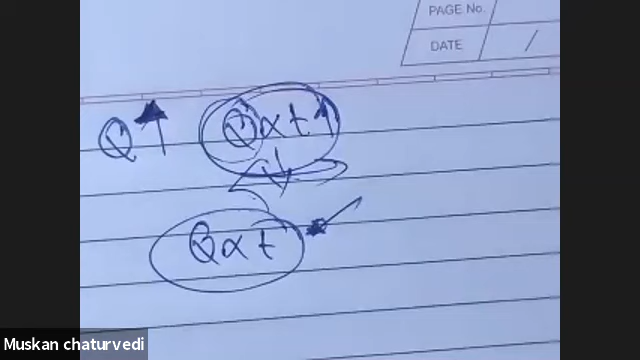 PAGE No.
DATE /
Q↑ Q∝t↑
Q∝t
Muskan chaturvedi